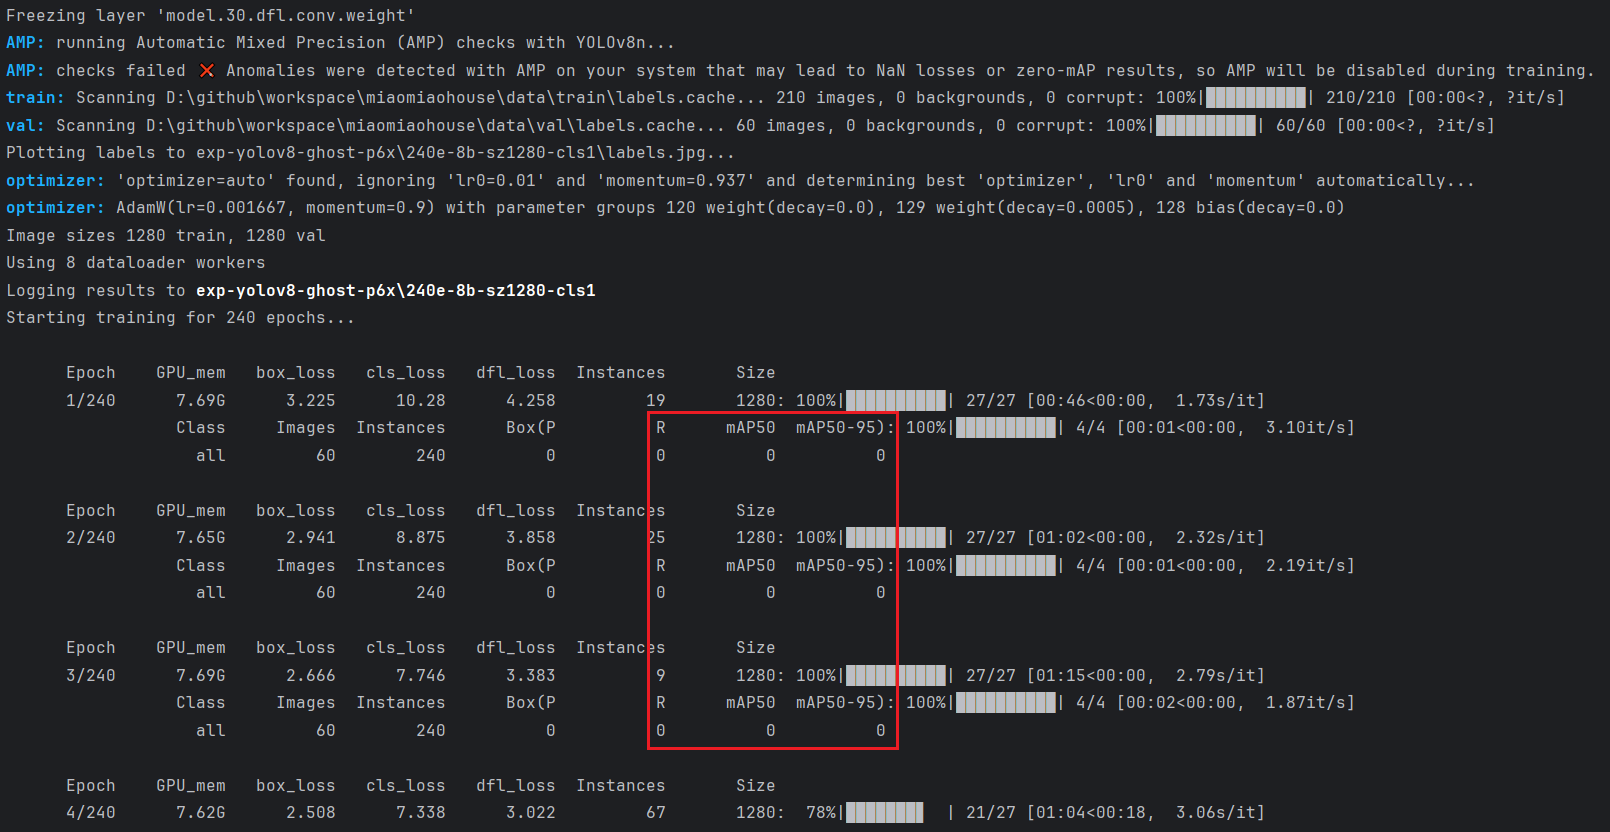 Freezing layer 'model.30.dfl.conv.weight'
AMP: running Automatic Mixed Precision (AMP) checks with YOLOv8n...
AMP: checks failed ❌ Anomalies were detected with AMP on your system that may lead to NaN losses or zero-mAP results, so AMP will be disabled during training.
train: Scanning D:\github\workspace\miaomiaohouse\data\train\labels.cache... 210 images, 0 backgrounds, 0 corrupt: 100%|██████████| 210/210 [00:00<?, ?it/s]
val: Scanning D:\github\workspace\miaomiaohouse\data\val\labels.cache... 60 images, 0 backgrounds, 0 corrupt: 100%|██████████| 60/60 [00:00<?, ?it/s]
Plotting labels to exp-yolov8-ghost-p6x\240e-8b-sz1280-cls1\labels.jpg...
optimizer: 'optimizer=auto' found, ignoring 'lr0=0.01' and 'momentum=0.937' and determining best 'optimizer', 'lr0' and 'momentum' automatically...
optimizer: AdamW(lr=0.001667, momentum=0.9) with parameter groups 120 weight(decay=0.0), 129 weight(decay=0.0005), 128 bias(decay=0.0)
Image sizes 1280 train, 1280 val
Using 8 dataloader workers
Logging results to exp-yolov8-ghost-p6x\240e-8b-sz1280-cls1
Starting training for 240 epochs...
Epoch GPU_mem box_loss cls_loss dfl_loss Instances Size
1/240 7.69G 3.225 10.28 4.258 19 1280: 100%|██████████| 27/27 [00:46<00:00, 1.73s/it]
Class Images Instances Box(P R mAP50 mAP50-95): 100%|██████████| 4/4 [00:01<00:00, 3.10it/s]
all 60 240 0 0 0 0
Epoch GPU_mem box_loss cls_loss dfl_loss Instances Size
2/240 7.65G 2.941 8.875 3.858 25 1280: 100%|██████████| 27/27 [01:02<00:00, 2.32s/it]
Class Images Instances Box(P R mAP50 mAP50-95): 100%|██████████| 4/4 [00:01<00:00, 2.19it/s]
all 60 240 0 0 0 0
Epoch GPU_mem box_loss cls_loss dfl_loss Instances Size
3/240 7.69G 2.666 7.746 3.383 9 1280: 100%|██████████| 27/27 [01:15<00:00, 2.79s/it]
Class Images Instances Box(P R mAP50 mAP50-95): 100%|██████████| 4/4 [00:02<00:00, 1.87it/s]
all 60 240 0 0 0 0
Epoch GPU_mem box_loss cls_loss dfl_loss Instances Size
4/240 7.62G 2.508 7.338 3.022 67 1280: 78%|████████ | 21/27 [01:04<00:18, 3.06s/it]